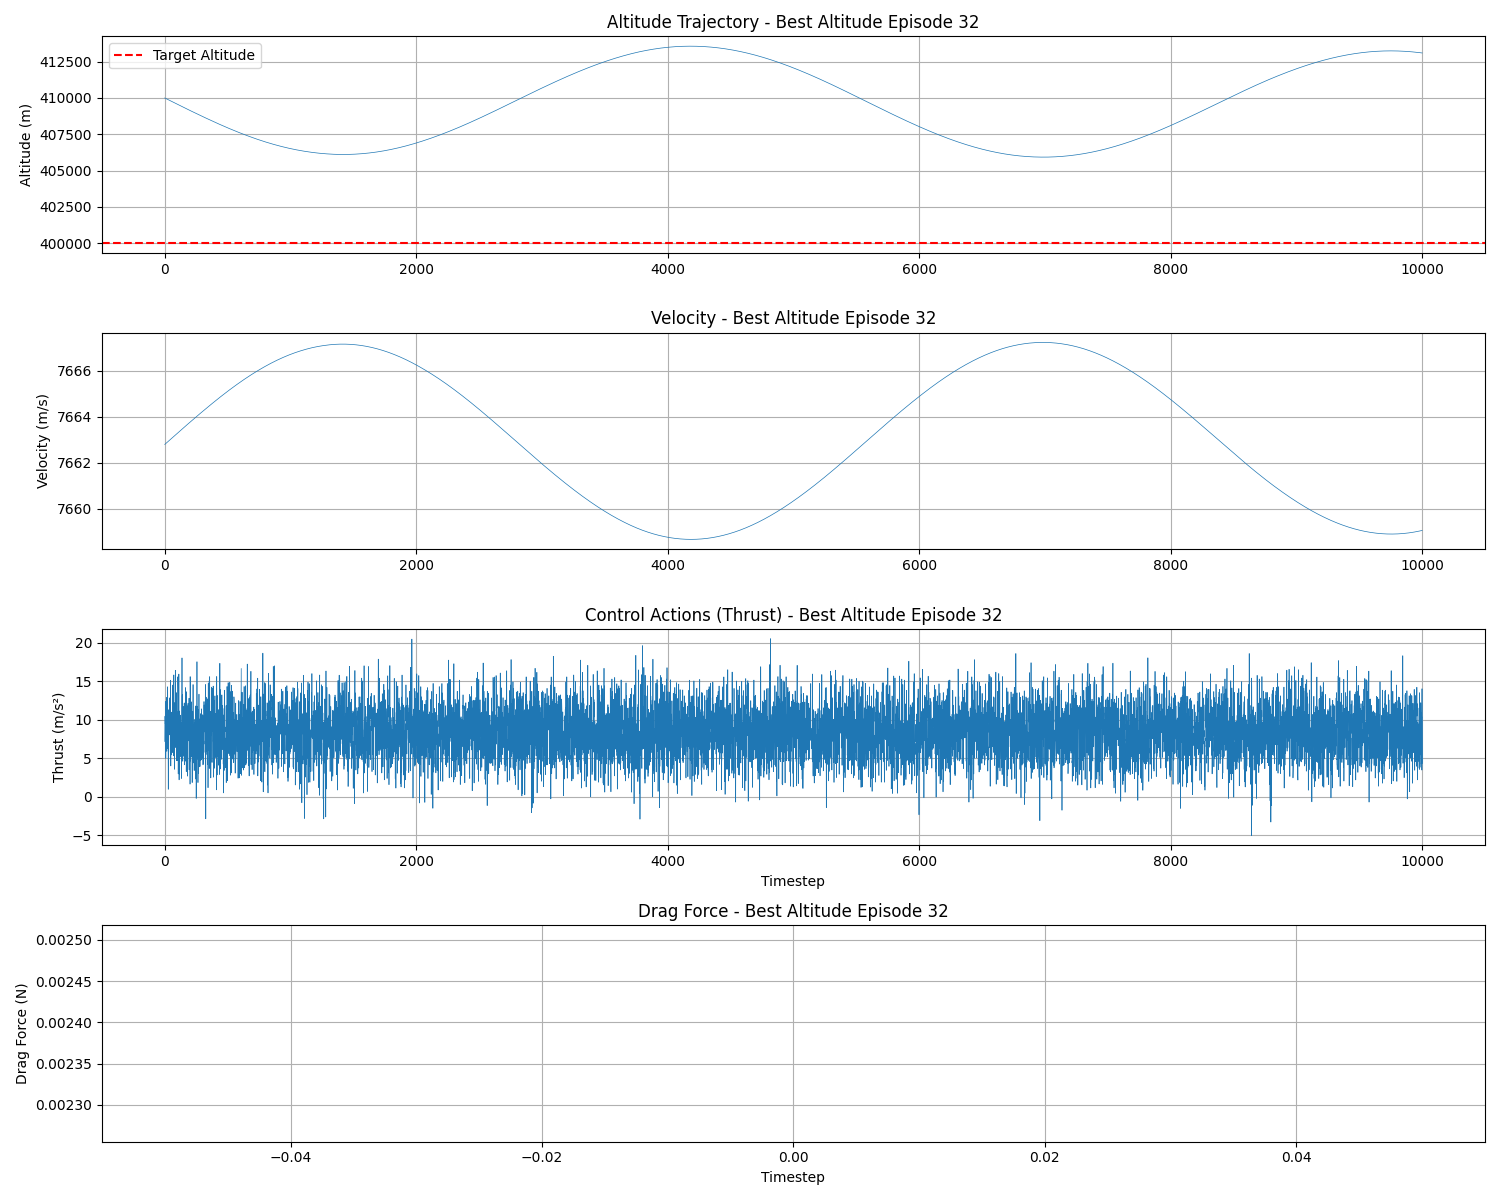 Altitude Trajectory - Best Altitude Episode 32
Target Altitude
Altitude (m)
412500
410000
407500
405000
402500
400000
0 2000 4000 6000 8000 10000
Velocity - Best Altitude Episode 32
Velocity (m/s)
7666
7664
7662
7660
0 2000 4000 6000 8000 10000
Control Actions (Thrust) - Best Altitude Episode 32
Thrust (m/s²)
20
15
10
5
0
−5
0 2000 4000 6000 8000 10000
Timestep
Drag Force - Best Altitude Episode 32
Drag Force (N)
0.00250
0.00245
0.00240
0.00235
0.00230
−0.04 −0.02 0.00 0.02 0.04
Timestep